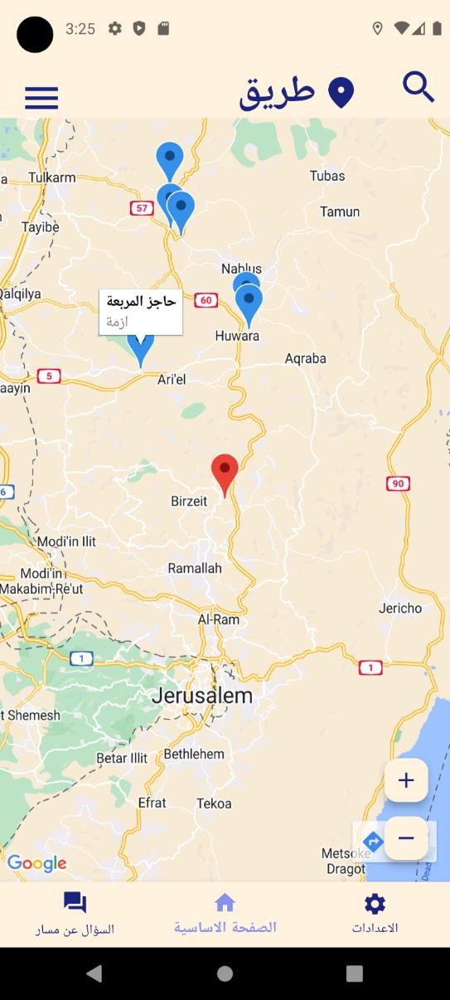 3:25
طريق
Tulkarm
Tubas
57
Tamun
Tayibe
Nablus
Qalqilya
حاجز المربعة
ازمة
60
Huwara
Aqraba
5
Ari'el
aayin
90
6
Birzeit
Modi'in Ilit
Ramallah
Modi'in
Makabim-Re'ut
Jericho
Al-Ram
1
1
Jerusalem
t Shemesh
Betar Illit
Bethlehem
Efrat
Tekoa
+
−
Metsoke
Dragot
Dead
Google
السؤال عن مسار
الصفحة الاساسية
الاعدادات